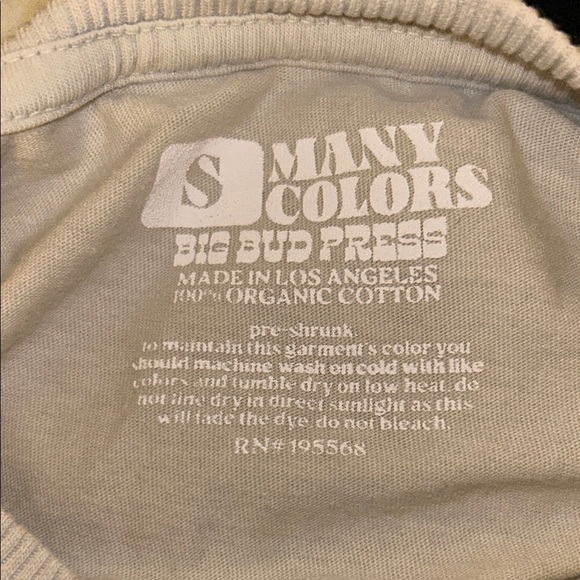 S
MANY
COLORS
BIG BUD PRESS
MADE IN LOS ANGELES
100% ORGANIC COTTON
pre-shrunk.
to maintain this garment's color you
should machine wash on cold with like
colors and tumble dry on low heat. do
not line dry in direct sunlight as this
will fade the dye. do not bleach.
RN# 195568